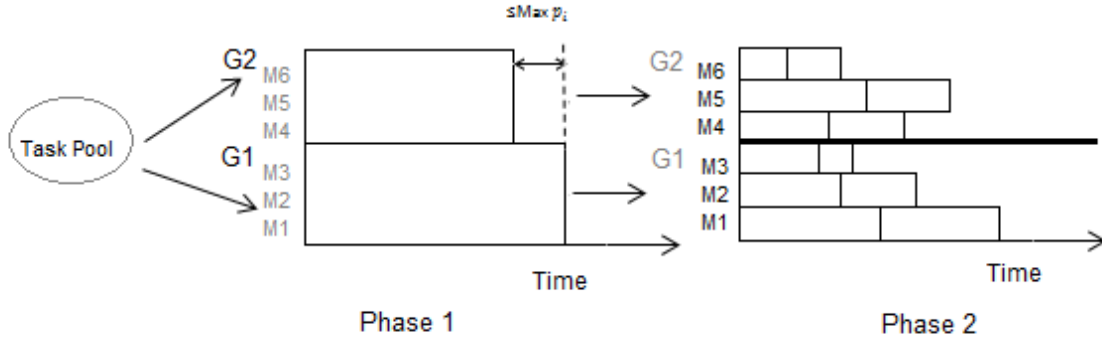 ≤Max pᵢ
Task Pool
G2
M6
M5
M4
G1
M3
M2
M1
Time
Phase 1
G2
M6
M5
M4
G1
M3
M2
M1
Time
Phase 2